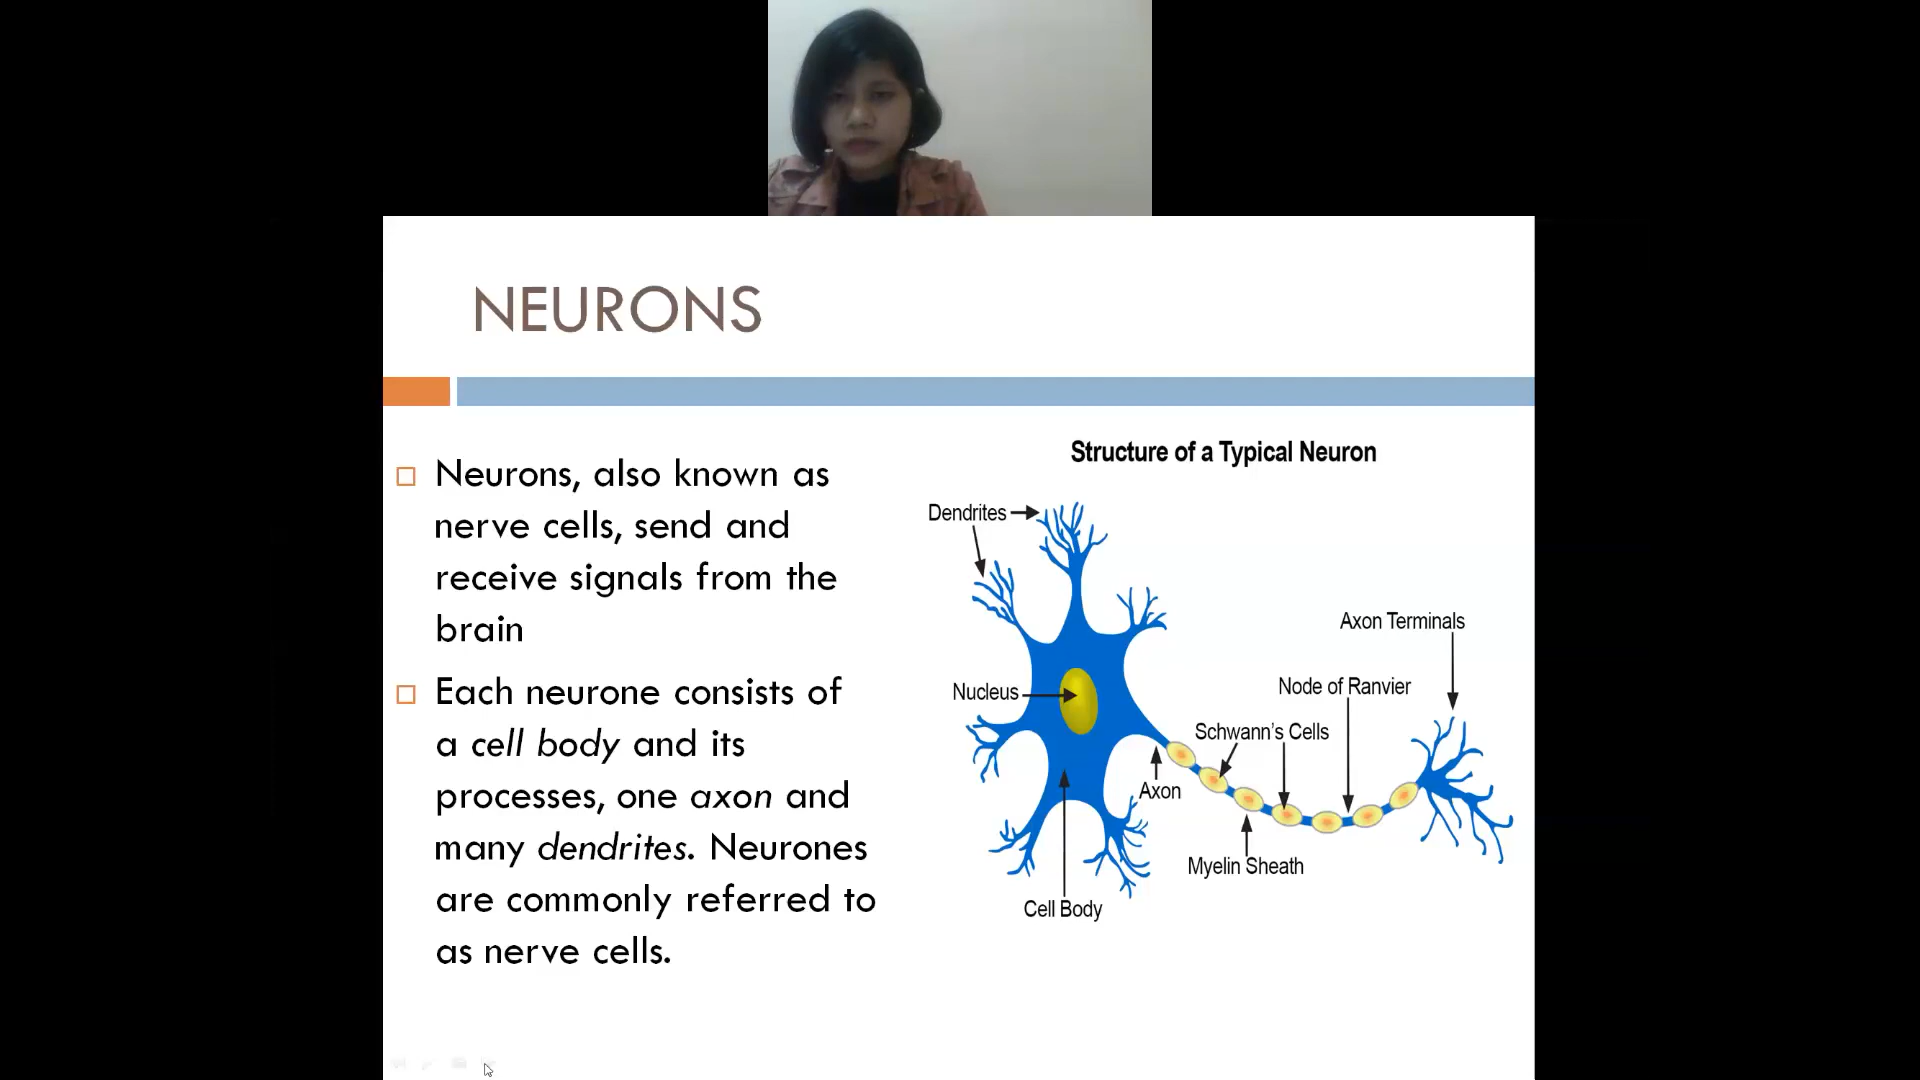 NEURONS
Neurons, also known as
nerve cells, send and
receive signals from the
brain
Each neurone consists of
a cell body and its
processes, one axon and
many dendrites. Neurones
are commonly referred to
as nerve cells.
Structure of a Typical Neuron
Dendrites
Axon Terminals
Nucleus
Node of Ranvier
Schwann's Cells
Axon
Myelin Sheath
Cell Body